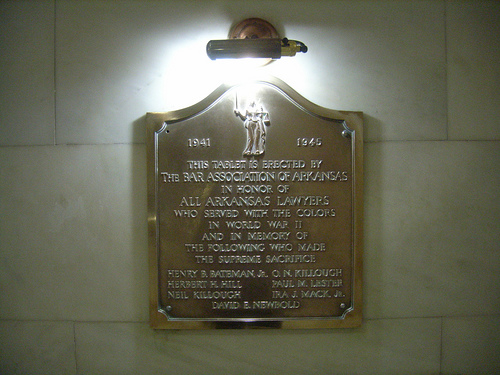 1941 1945
THIS TABLET IS ERECTED BY
THE BAR ASSOCIATION OF ARKANSAS
IN HONOR OF
ALL ARKANSAS LAWYERS
WHO SERVED WITH THE COLORS
IN WORLD WAR II
AND IN MEMORY OF
THE FOLLOWING WHO MADE
THE SUPREME SACRIFICE
HENRY B. BATEMAN, JR. O. N. KILLOUGH
HERBERT H. HILL PAUL M. LESTER
NEIL KILLOUGH IRA J. MACK, JR.
DAVID E. NEWBOLD